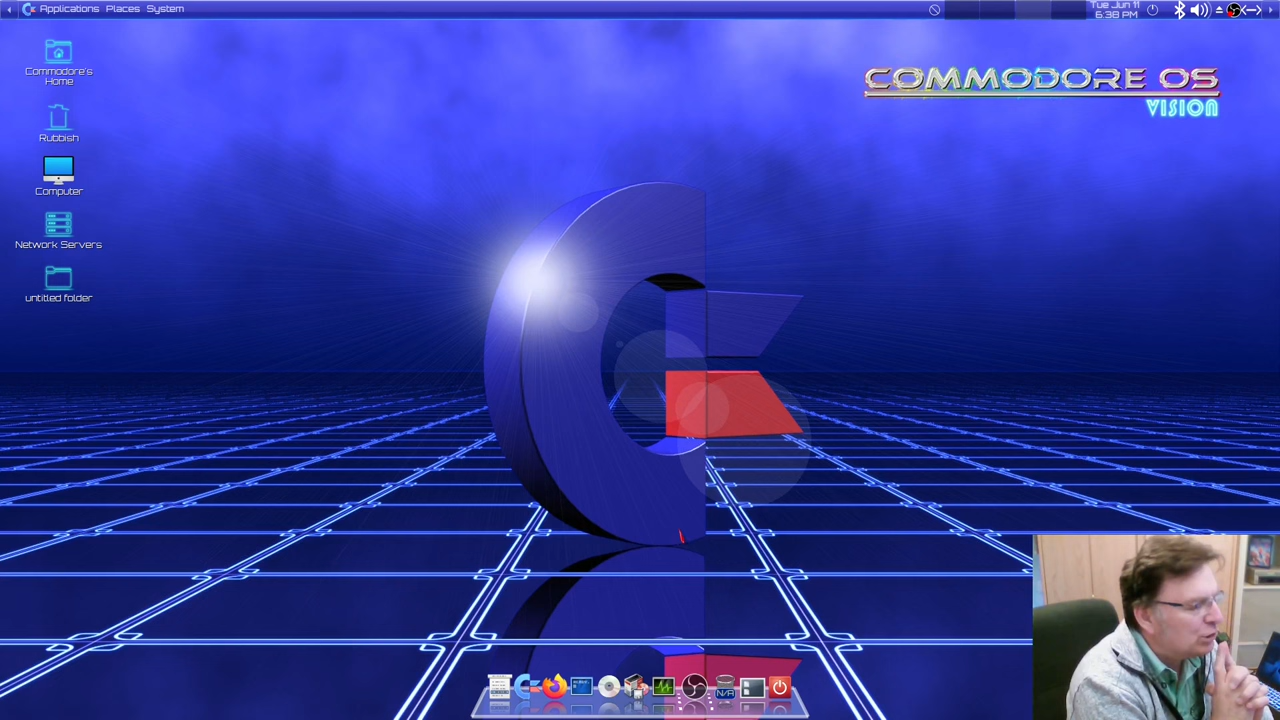 Applications Places System
Tue Jun 11
6:38 PM
COMMODORE OS
VISION
Commodore's
Home
Rubbish
Computer
Network Servers
untitled folder
N/A